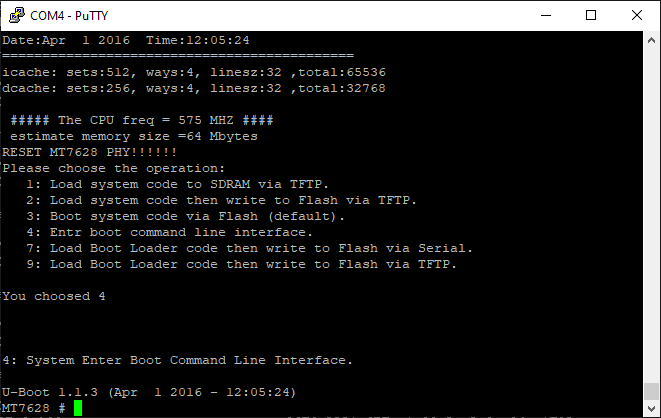 COM4 - PuTTY
Date:Apr  1 2016  Time:12:05:24
============================================
icache: sets:512, ways:4, linesz:32 ,total:65536
dcache: sets:256, ways:4, linesz:32 ,total:32768
##### The CPU freq = 575 MHZ ####
estimate memory size =64 Mbytes
RESET MT7628 PHY!!!!!!
Please choose the operation:
1: Load system code to SDRAM via TFTP.
2: Load system code then write to Flash via TFTP.
3: Boot system code via Flash (default).
4: Entr boot command line interface.
7: Load Boot Loader code then write to Flash via Serial.
9: Load Boot Loader code then write to Flash via TFTP.
You choosed 4
4: System Enter Boot Command Line Interface.
U-Boot 1.1.3 (Apr  1 2016 - 12:05:24)
MT7628 #